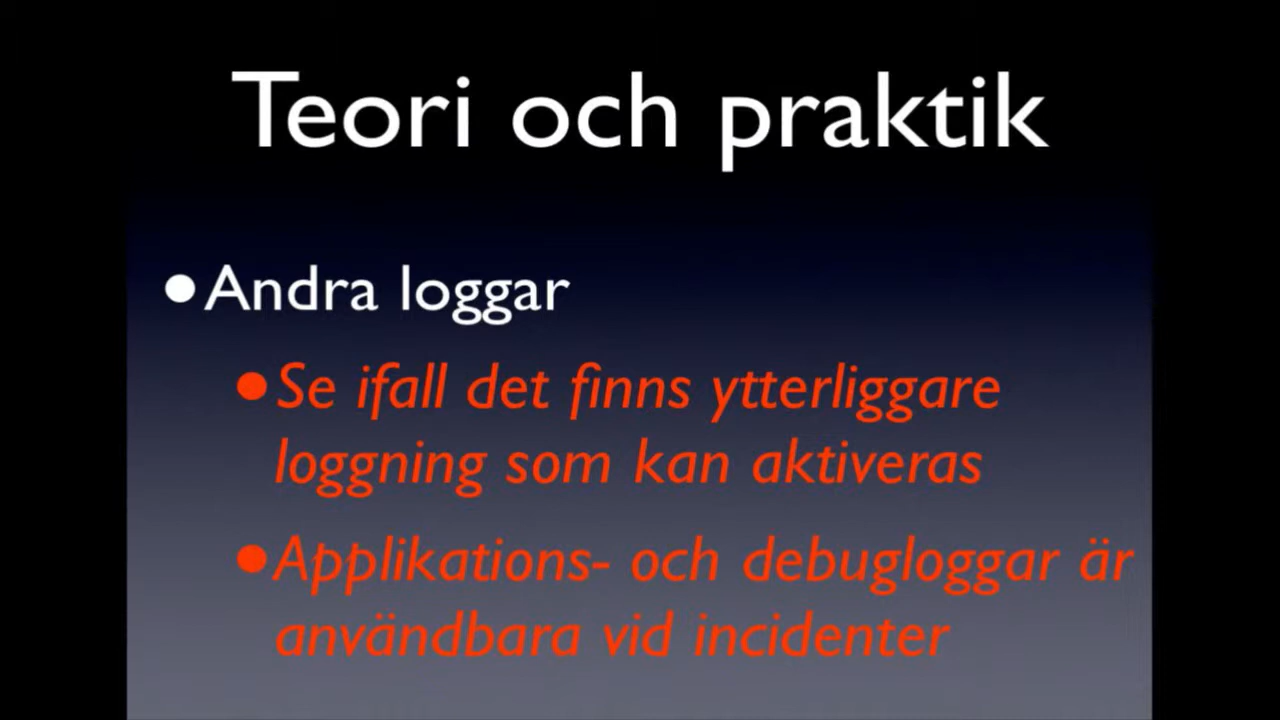 Teori och praktik
•Andra loggar
•Se ifall det finns ytterliggare
loggning som kan aktiveras
•Applikations- och debugloggar är
användbara vid incidenter